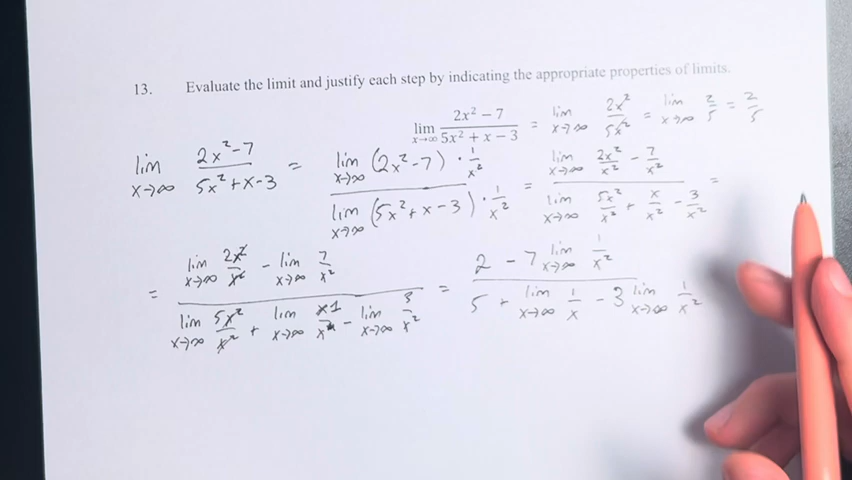 13. Evaluate the limit and justify each step by indicating the appropriate properties of limits.
lim x→∞ (2x² − 7)/(5x² + x − 3) = lim x→∞ 2x²/5x² = lim x→∞ 2/5 = 2/5
lim x→∞ (2x² − 7)/(5x² + x − 3) = (lim x→∞ (2x² − 7) · 1/x²)/(lim x→∞ (5x² + x − 3) · 1/x²) = (lim x→∞ 2x²/x² − 7/x²)/(lim x→∞ 5x²/x² + x/x² − 3/x²) =
= (lim x→∞ 2x²/x² − lim x→∞ 7/x²)/(lim x→∞ 5x²/x² + lim x→∞ x1/x² − lim x→∞ 3/x²) = (2 − 7 lim x→∞ 1/x²)/(5 + lim x→∞ 1/x − 3 lim x→∞ 1/x²)